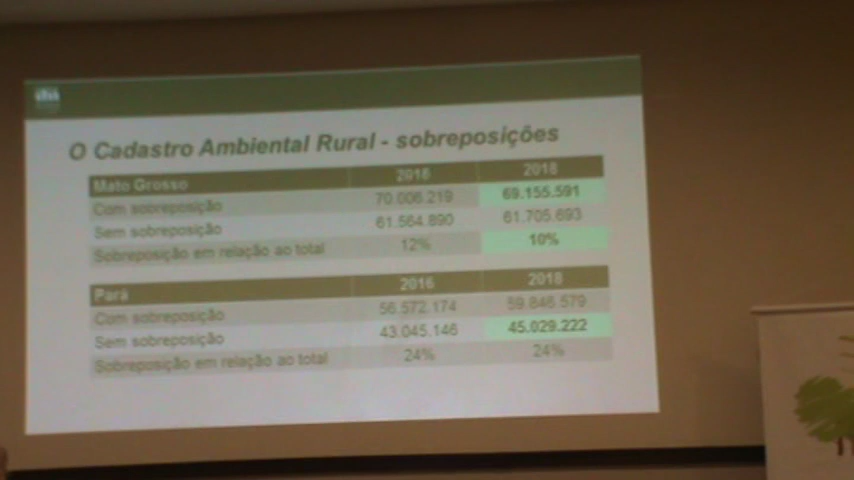 O Cadastro Ambiental Rural - sobreposições
Mato Grosso 2016 2018
Com sobreposição 70.006.219 69.155.591
Sem sobreposição 61.564.890 61.705.693
Sobreposição em relação ao total 12% 10%
Pará 2016 2018
Com sobreposição 56.572.174 59.846.579
Sem sobreposição 43.045.146 45.029.222
Sobreposição em relação ao total 24% 24%